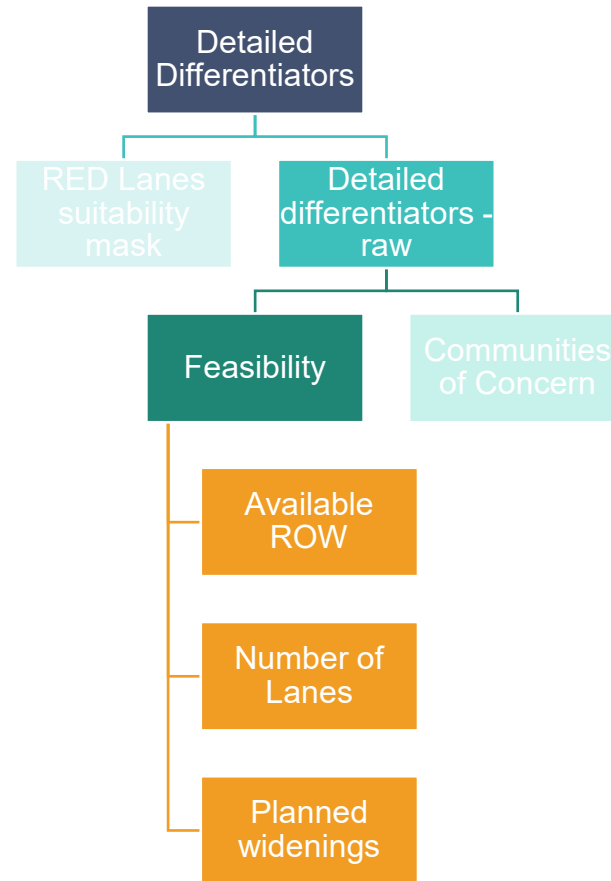 Detailed
Differentiators
RED Lanes
suitability
mask
Detailed
differentiators -
raw
Feasibility
Communities
of Concern
Available
ROW
Number of
Lanes
Planned
widenings